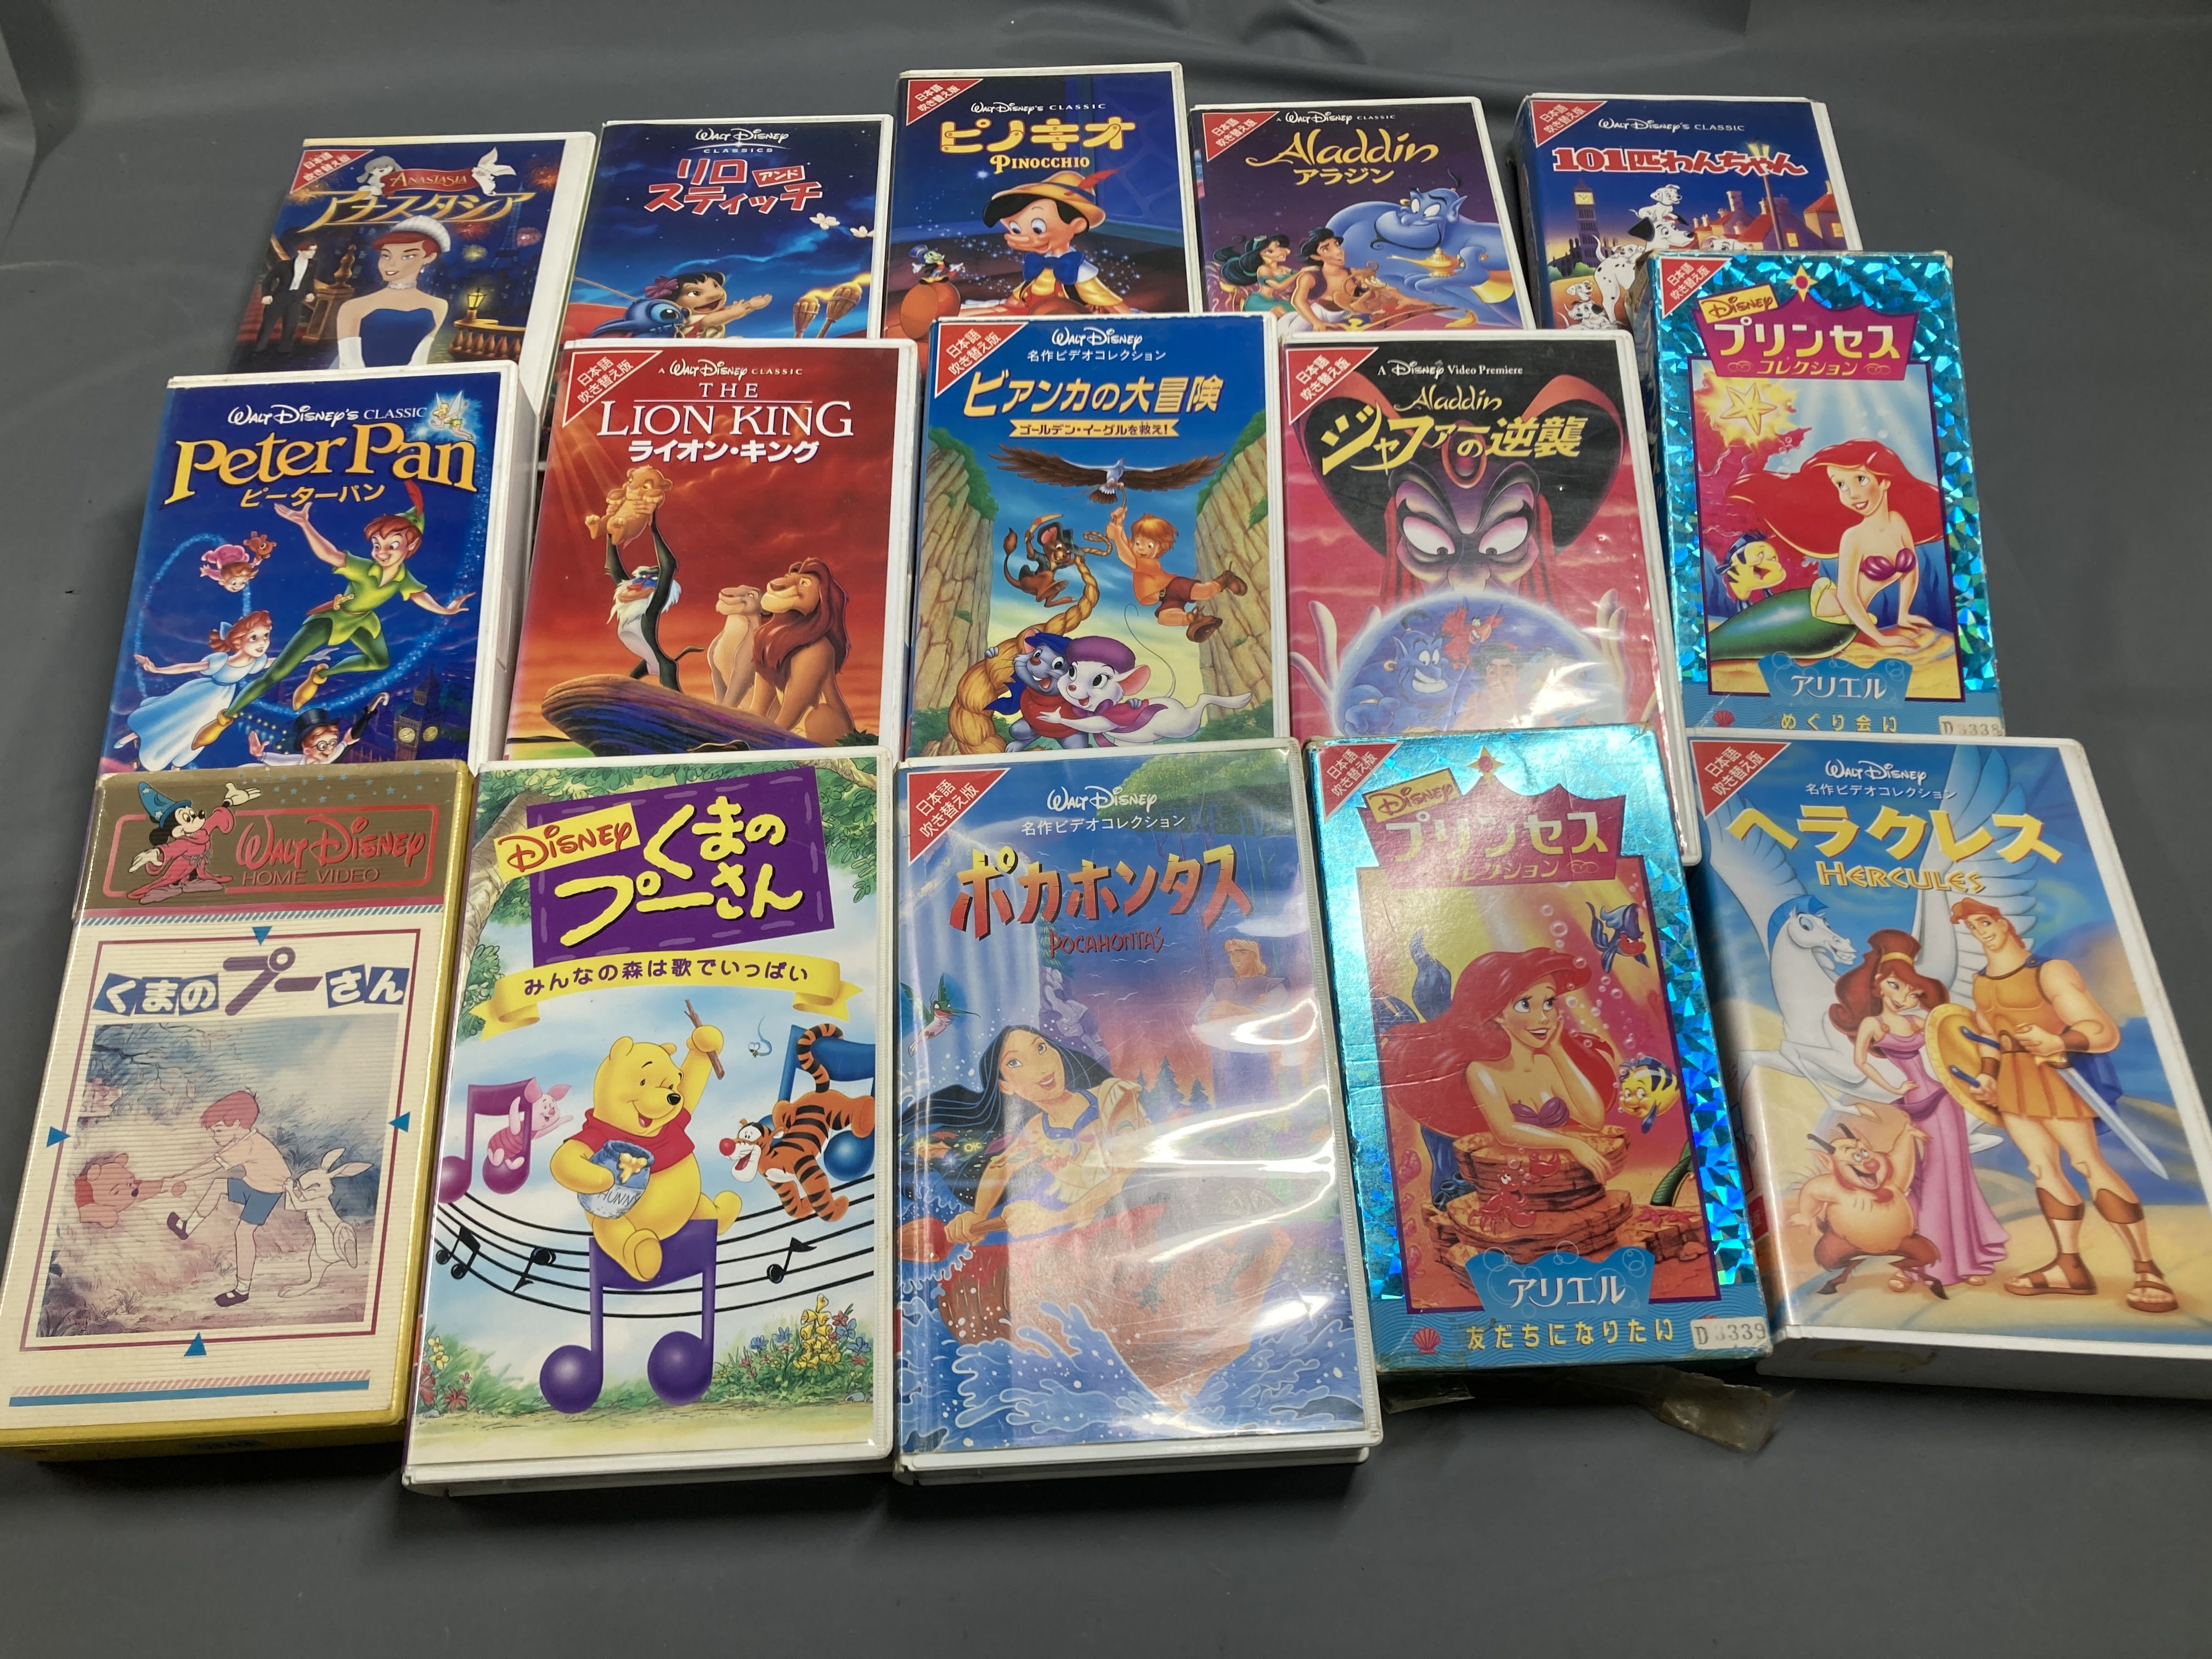 日本語
吹き替え版
ANASTASIA
アナスタシア
WALT DISNEY
CLASSICS
リロ
アンド
スティッチ
日本語
吹き替え版
WALT DISNEY'S CLASSIC
ピノキオ
PINOCCHIO
日本語
吹き替え版
A WALT DISNEY CLASSIC
Aladdin
アラジン
日本語
吹き替え版
WALT DISNEY'S CLASSIC
101匹わんちゃん
WALT DISNEY'S CLASSIC
Peter Pan
ピーターパン
日本語
吹き替え版
A WALT DISNEY CLASSIC
THE
LION KING
ライオン・キング
日本語
吹き替え版
WALT DISNEY
名作ビデオコレクション
ビアンカの大冒険
ゴールデン・イーグルを救え!
日本語
吹き替え版
A DISNEY Video Premiere
Aladdin
ジャファーの逆襲
日本語
吹き替え版
DISNEY
プリンセス
コレクション
アリエル
めぐり会い
D 3338
WALT DISNEY
HOME VIDEO
くまのプーさん
DISNEY
くまの
プーさん
みんなの森は歌でいっぱい
HUNNY
日本語
吹き替え版
WALT DISNEY
名作ビデオコレクション
ポカホンタス
POCAHONTAS
日本語
吹き替え版
DISNEY
プリンセス
コレクション
アリエル
友だちになりたい
D 3339
日本語
吹き替え版
WALT DISNEY
名作ビデオコレクション
ヘラクレス
HERCULES